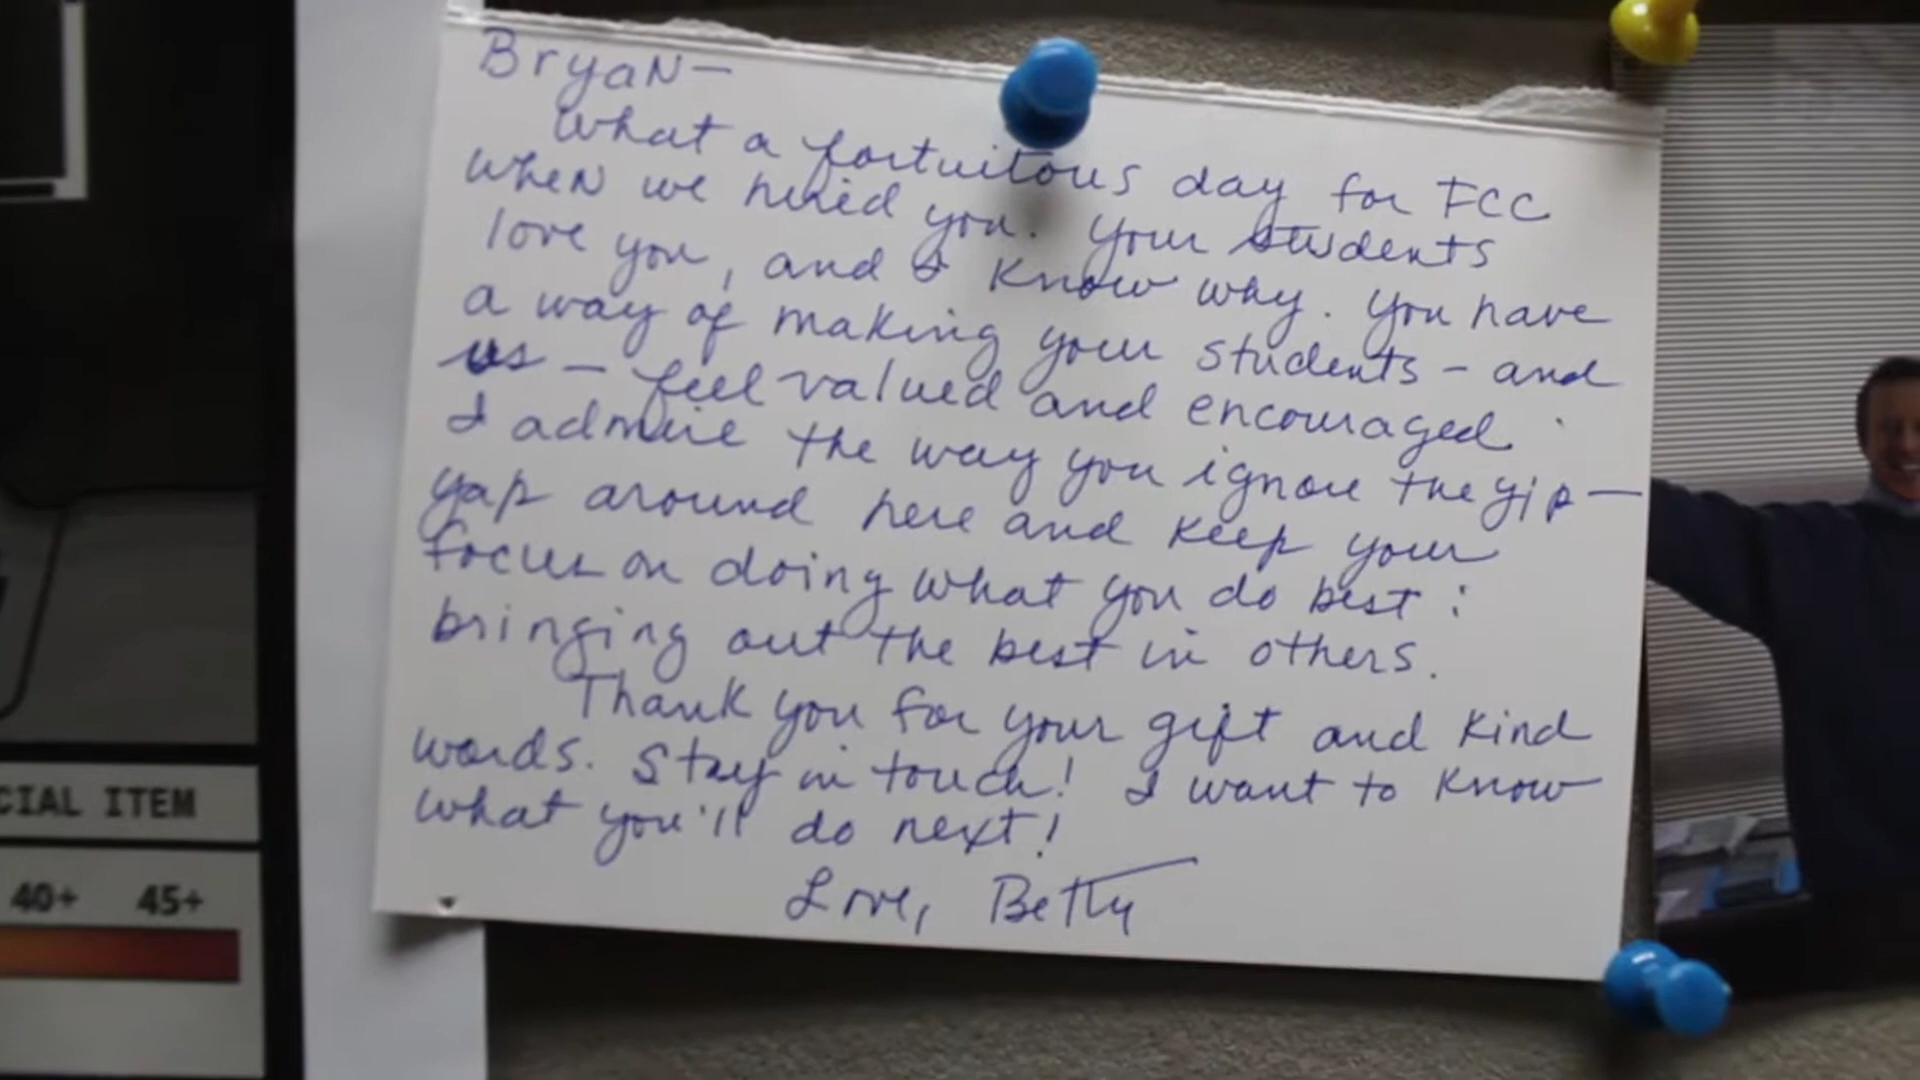 Bryan—
What a fortuitous day for FCC
when we hired you. Your students
love you, and I know why. You have
a way of making your students – and
us – feel valued and encouraged.
I admire the way you ignore the yip—
yap around here and keep your
focus on doing what you do best:
bringing out the best in others.
Thank you for your gift and kind
words. Stay in touch! I want to know
what you'll do next!
Love, Betty
CIAL ITEM
40+ 45+